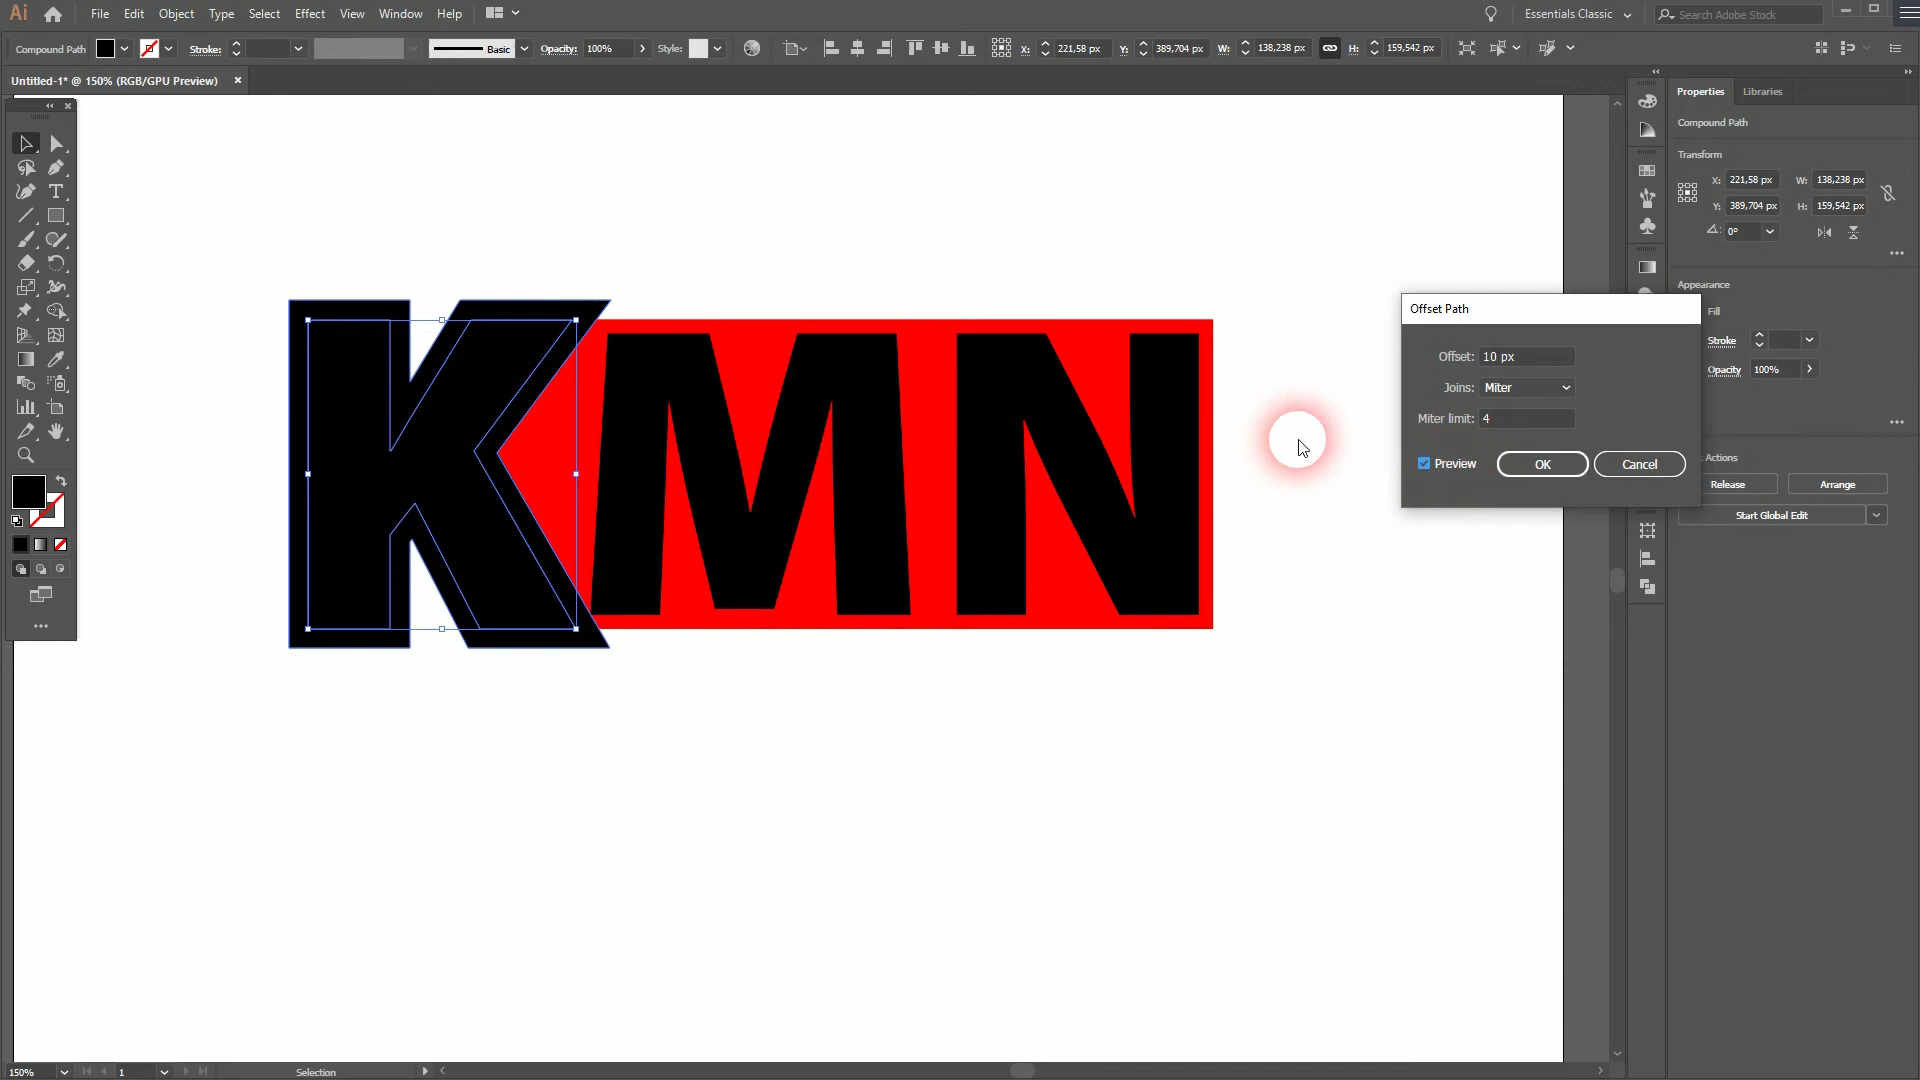 Ai File Edit Object Type Select Effect View Window Help Essentials Classic Search Adobe Stock
Compound Path Stroke: Basic Opacity: 100% Style: X: 221,58 px Y: 389,704 px W: 138,238 px H: 159,542 px
Untitled-1* @ 150% (RGB/GPU Preview)
Properties Libraries
Compound Path
Transform
X: 221,58 px W: 138,238 px
Y: 389,704 px H: 159,542 px
0°
Appearance
Fill
Stroke
Opacity 100%
Actions
Release Arrange
Start Global Edit
Offset Path
Offset: 10 px
Joins: Miter
Miter limit: 4
Preview OK Cancel
KMN
150% 1 Selection